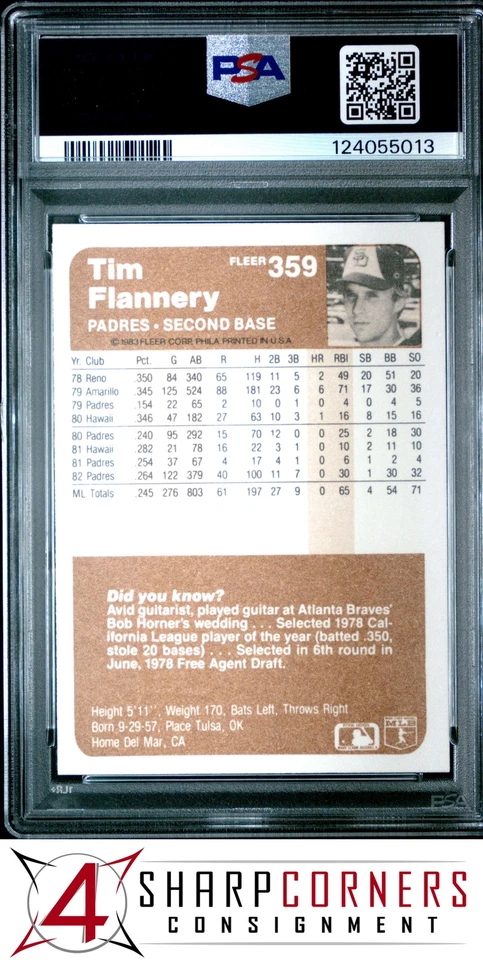 PSA
124055013
Tim
Flannery
FLEER 359
PADRES • SECOND BASE
©1983 FLEER CORP. PHILA. PRINTED IN U.S.A.
Yr. Club Pct. G AB R H 2B 3B HR RBI SB BB SO
78 Reno .350 84 340 65 119 11 5 2 49 20 51 20
79 Amarillo .345 125 524 88 181 23 6 6 71 17 30 36
79 Padres .154 22 65 2 10 0 1 0 4 0 4 5
80 Hawaii .346 47 182 27 63 10 3 1 16 8 15 16
80 Padres .240 95 292 15 70 12 0 0 25 2 18 30
81 Hawaii .282 21 78 16 22 3 1 0 10 2 11 10
81 Padres .254 37 67 4 17 4 1 0 6 1 2 4
82 Padres .264 122 379 40 100 11 7 0 30 1 30 32
ML Totals .245 276 803 61 197 27 9 0 65 4 54 71
Did you know?
Avid guitarist, played guitar at Atlanta Braves'
Bob Horner's wedding . . . Selected 1978 Cal-
ifornia League player of the year (batted .350,
stole 20 bases) . . . Selected in 6th round in
June, 1978 Free Agent Draft.
Height 5'11'', Weight 170, Bats Left, Throws Right
Born 9-29-57, Place Tulsa, OK
Home Del Mar, CA
PSA
4 SHARPCORNERS
CONSIGNMENT